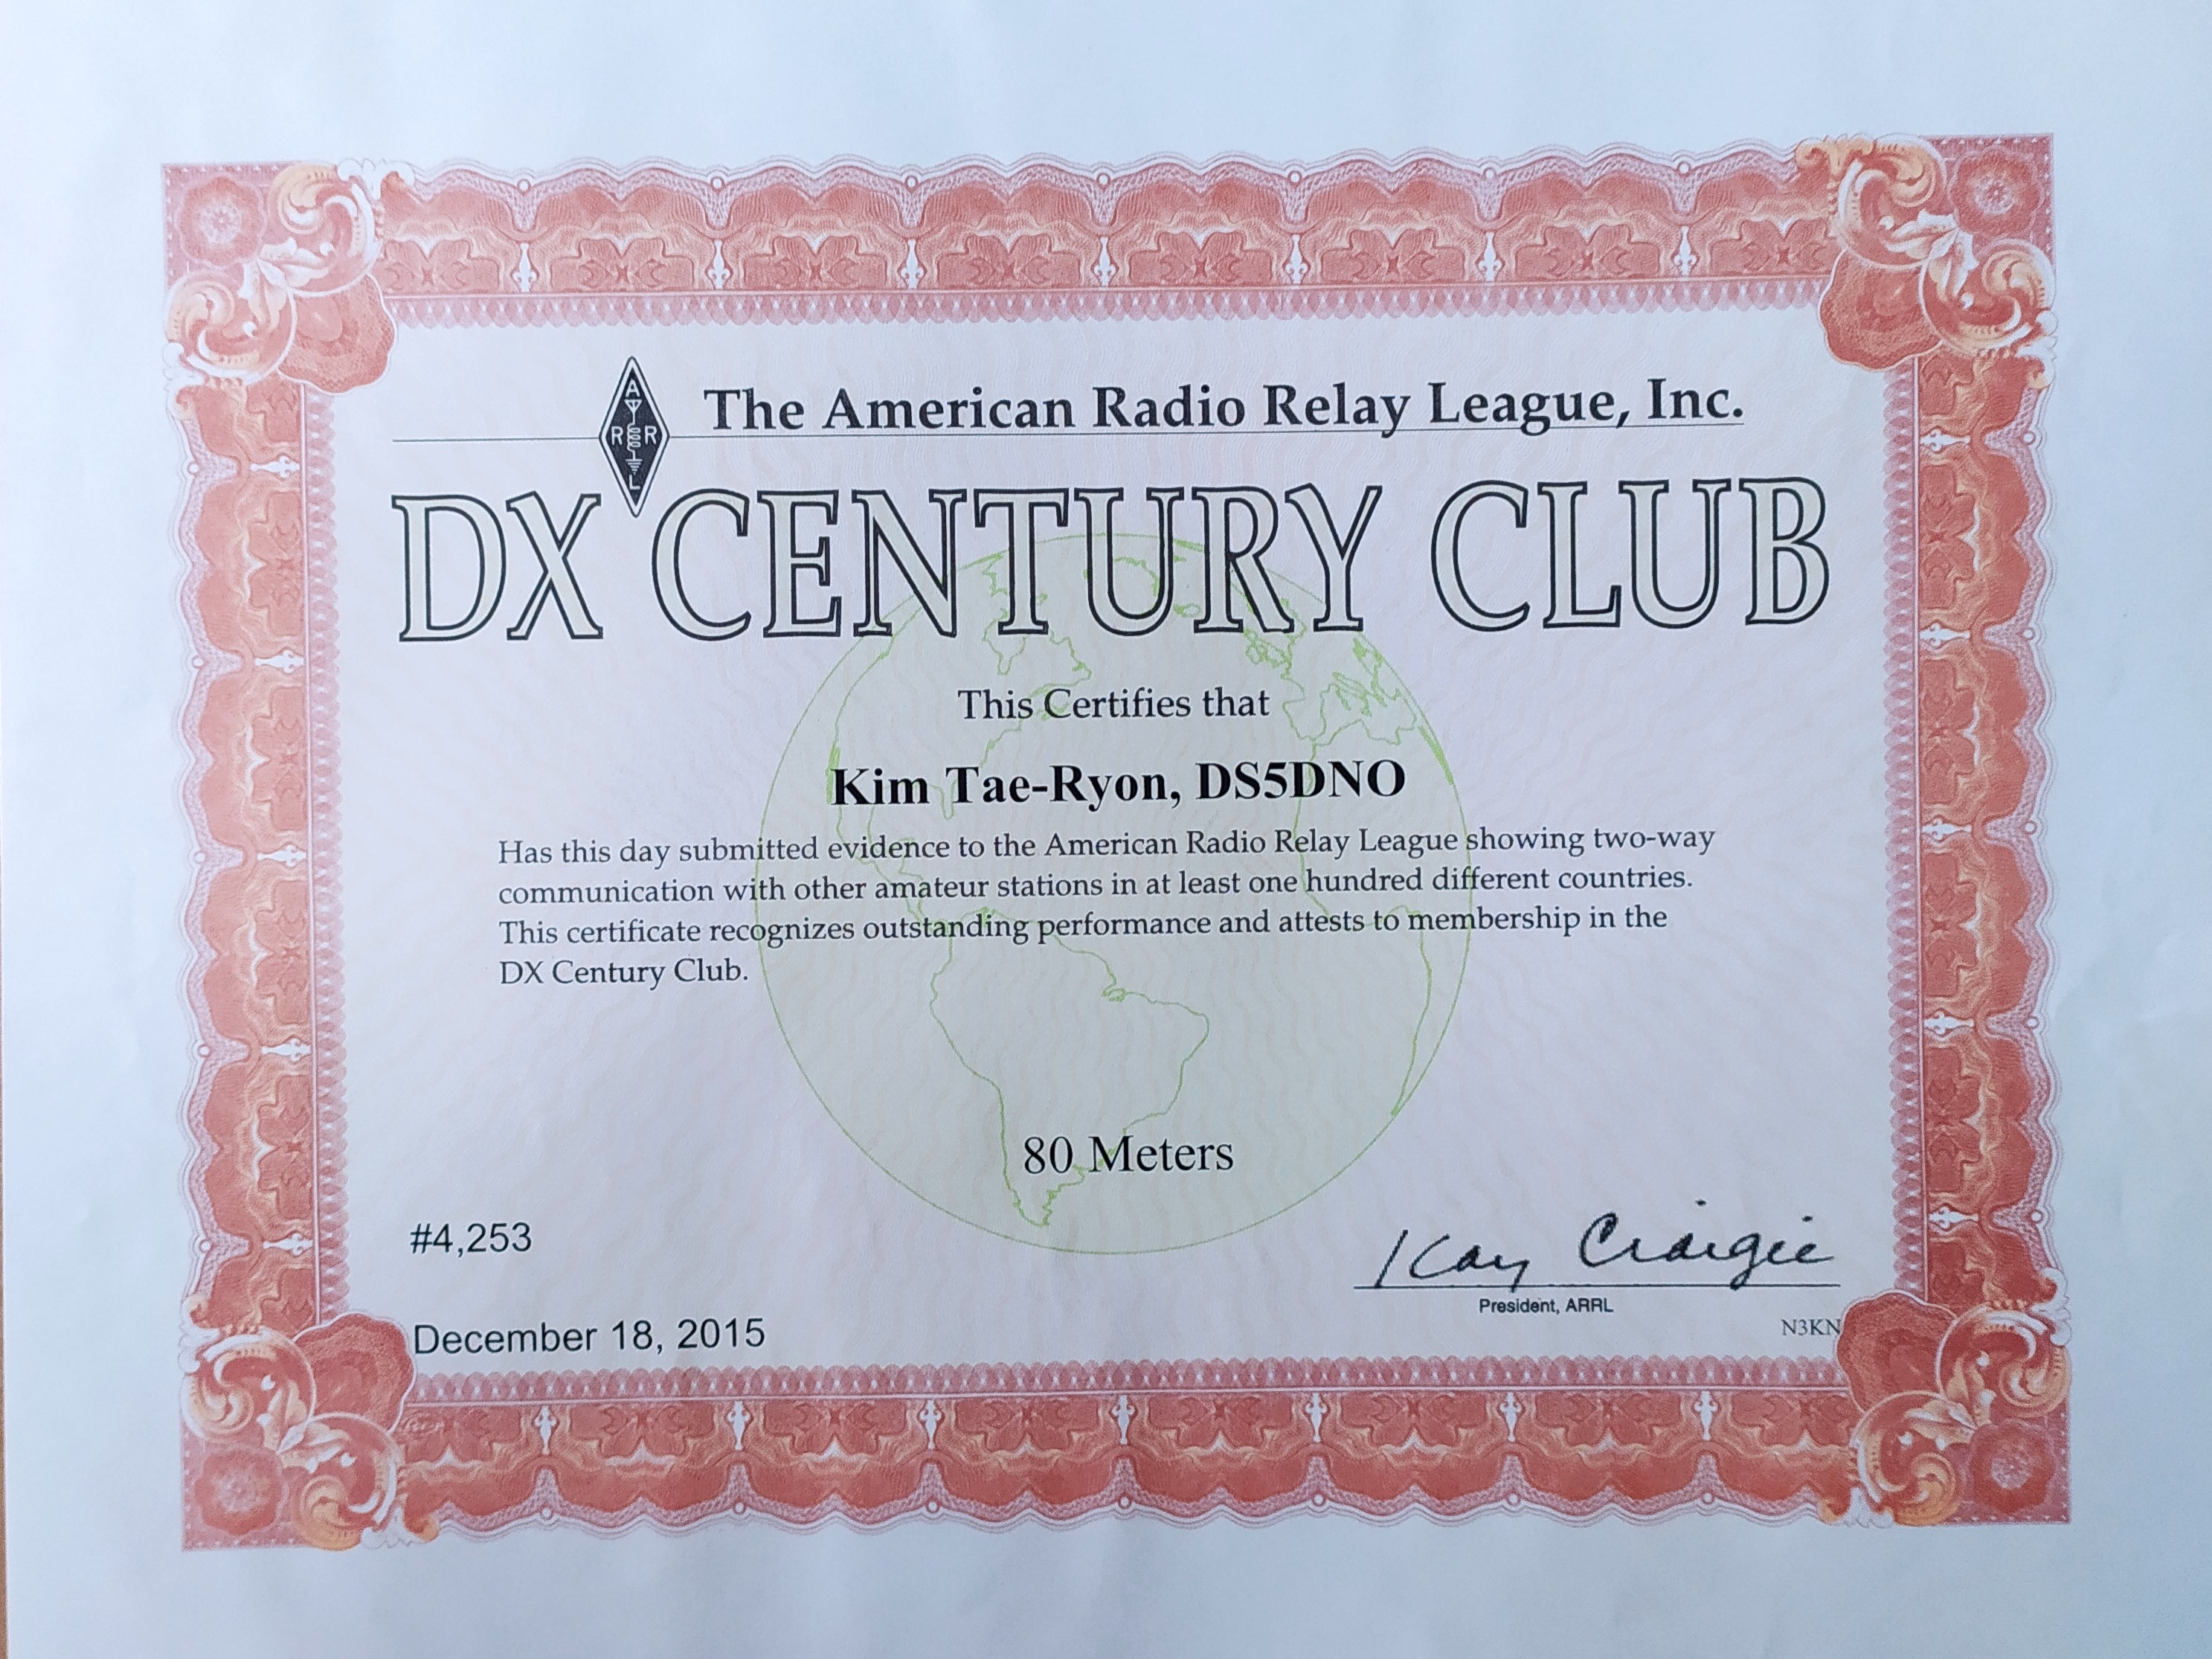 A
R R
L
The American Radio Relay League, Inc.
DX CENTURY CLUB
This Certifies that
Kim Tae-Ryon, DS5DNO
Has this day submitted evidence to the American Radio Relay League showing two-way
communication with other amateur stations in at least one hundred different countries.
This certificate recognizes outstanding performance and attests to membership in the
DX Century Club.
80 Meters
#4,253
Kay Craigie
President, ARRL
N3KN
December 18, 2015